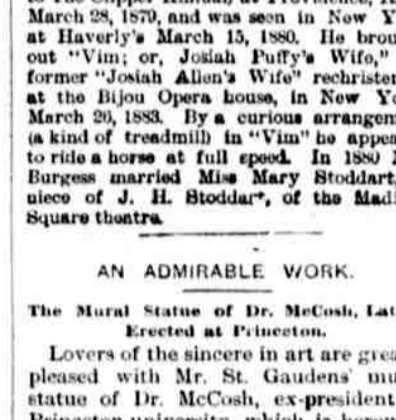 March 28, 1879, and was seen in New Y
at Haverly's March 15, 1880. He brou
out "Vim; or, Josiah Puffy's Wife,"
former "Josiah Allen's Wife" rechristen
at the Bijou Opera house, in New Yo
March 26, 1883. By a curious arrangem
(a kind of treadmill) in "Vim" he appea
to ride a horse at full speed. In 1880 M
Burgess married Miss Mary Stoddart,
niece of J. H. Stoddart, of the Madi
Square theatra
AN ADMIRABLE WORK.
The Mural Statue of Dr. McCosh, Lat
Erected at Princeton.
Lovers of the sincere in art are grea
pleased with Mr. St. Gaudens' mu
statue of Dr. McCosh, ex-president
Princeton university, which is